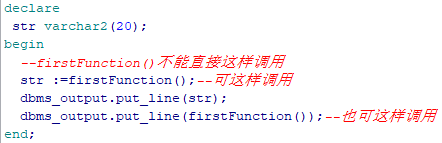 declare
str varchar2(20);
begin
--firstFunction()不能直接这样调用
str :=firstFunction();--可这样调用
dbms_output.put_line(str);
dbms_output.put_line(firstFunction());--也可这样调用
end;